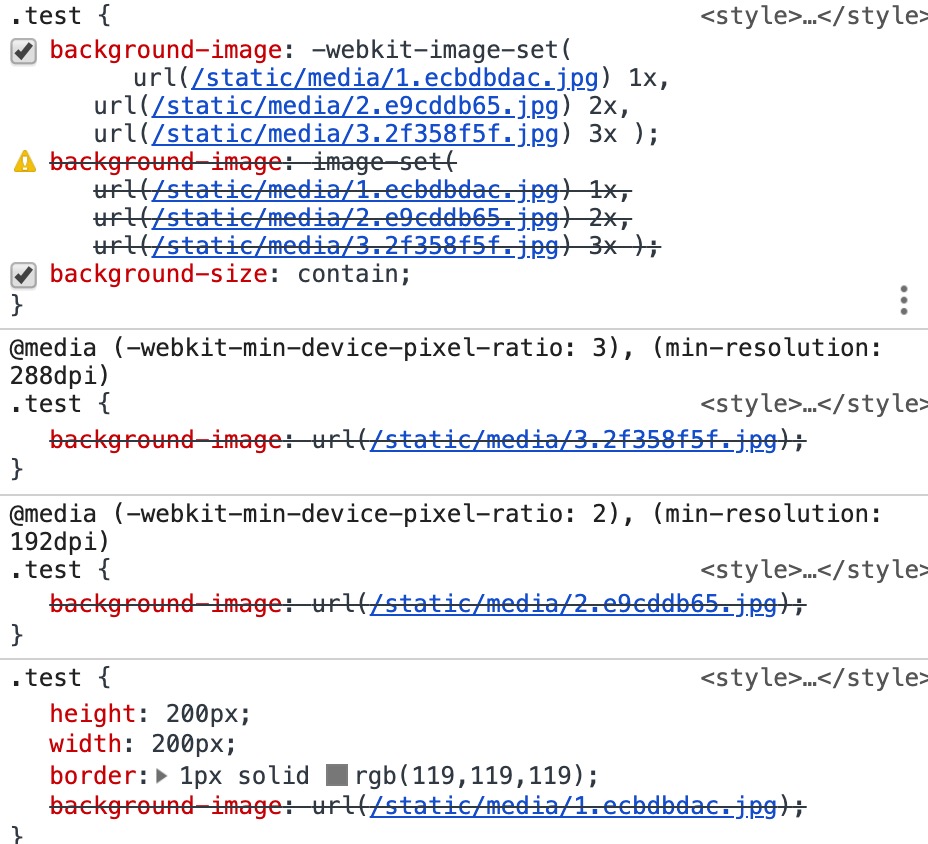 .test { <style>…</style>
background-image: -webkit-image-set(
url(/static/media/1.ecbdbdac.jpg) 1x,
url(/static/media/2.e9cddb65.jpg) 2x,
url(/static/media/3.2f358f5f.jpg) 3x );
background-image: image-set(
url(/static/media/1.ecbdbdac.jpg) 1x,
url(/static/media/2.e9cddb65.jpg) 2x,
url(/static/media/3.2f358f5f.jpg) 3x );
background-size: contain;
}
@media (-webkit-min-device-pixel-ratio: 3), (min-resolution:
288dpi)
.test { <style>…</style>
background-image: url(/static/media/3.2f358f5f.jpg);
}
@media (-webkit-min-device-pixel-ratio: 2), (min-resolution:
192dpi)
.test { <style>…</style>
background-image: url(/static/media/2.e9cddb65.jpg);
}
.test { <style>…</style>
height: 200px;
width: 200px;
border: 1px solid rgb(119,119,119);
background-image: url(/static/media/1.ecbdbdac.jpg);
}